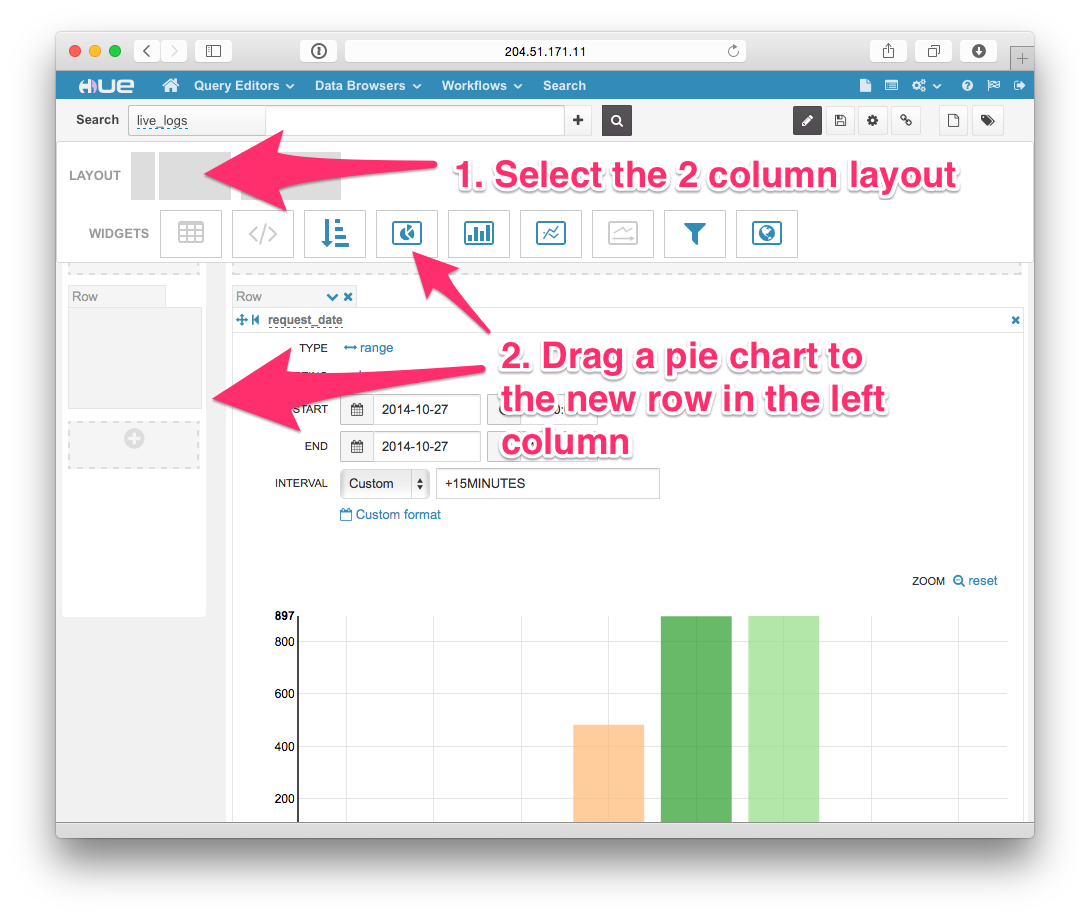 204.51.171.11
HUE Query Editors Data Browsers Workflows Search
Search live_logs
LAYOUT
1. Select the 2 column layout
WIDGETS
Row
Row
request_date
TYPE range
2. Drag a pie chart to
the new row in the left
column
START 2014-10-27
END 2014-10-27
INTERVAL Custom +15MINUTES
Custom format
ZOOM reset
897
800
600
400
200